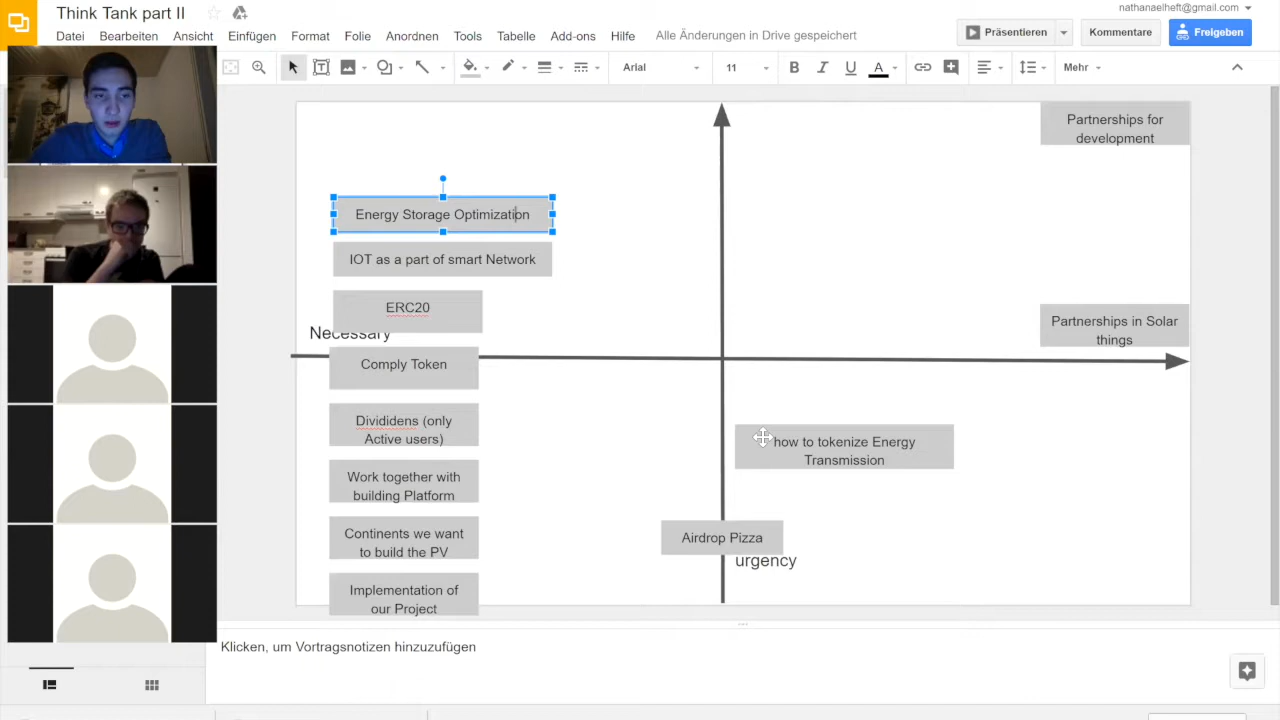 Think Tank part II
nathanaelheft@gmail.com
Datei Bearbeiten Ansicht Einfügen Format Folie Anordnen Tools Tabelle Add-ons Hilfe Alle Änderungen in Drive gespeichert
Präsentieren Kommentare Freigeben
Arial 11 B I U A Mehr
Partnerships for
development
Energy Storage Optimization
IOT as a part of smart Network
ERC20
Necessary
Partnerships in Solar
things
Comply Token
Divididens (only
Active users)
how to tokenize Energy
Transmission
Work together with
building Platform
Continents we want
to build the PV
Airdrop Pizza
urgency
Implementation of
our Project
Klicken, um Vortragsnotizen hinzuzufügen